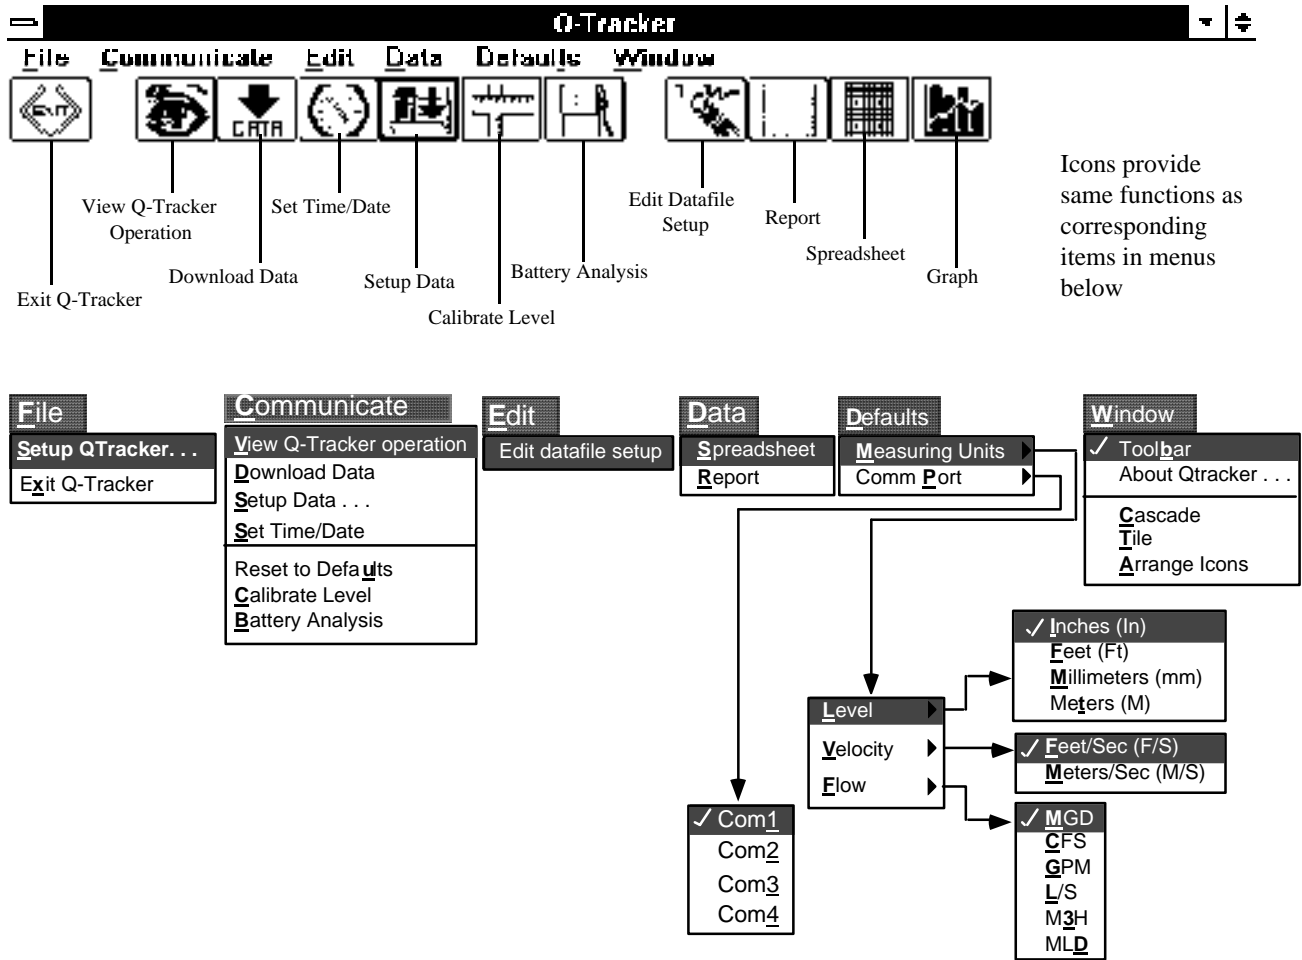 Q-Tracker
File Communicate Edit Data Defaults Window
EXIT
DATA
View Q-Tracker
Operation
Set Time/Date
Edit Datafile
Setup
Report
Icons provide
same functions as
corresponding
items in menus
below
Exit Q-Tracker
Download Data
Setup Data
Calibrate Level
Battery Analysis
Spreadsheet
Graph
File
Setup QTracker. . .
Exit Q-Tracker
Communicate
View Q-Tracker operation
Download Data
Setup Data . . .
Set Time/Date
Reset to Defaults
Calibrate Level
Battery Analysis
Edit
Edit datafile setup
Data
Spreadsheet
Report
Defaults
Measuring Units
Comm Port
Window
✓ Toolbar
About Qtracker . . .
Cascade
Tile
Arrange Icons
Level
Velocity
Flow
✓ Inches (In)
Feet (Ft)
Millimeters (mm)
Meters (M)
✓ Feet/Sec (F/S)
Meters/Sec (M/S)
✓ MGD
CFS
GPM
L/S
M3H
MLD
✓ Com1
Com2
Com3
Com4